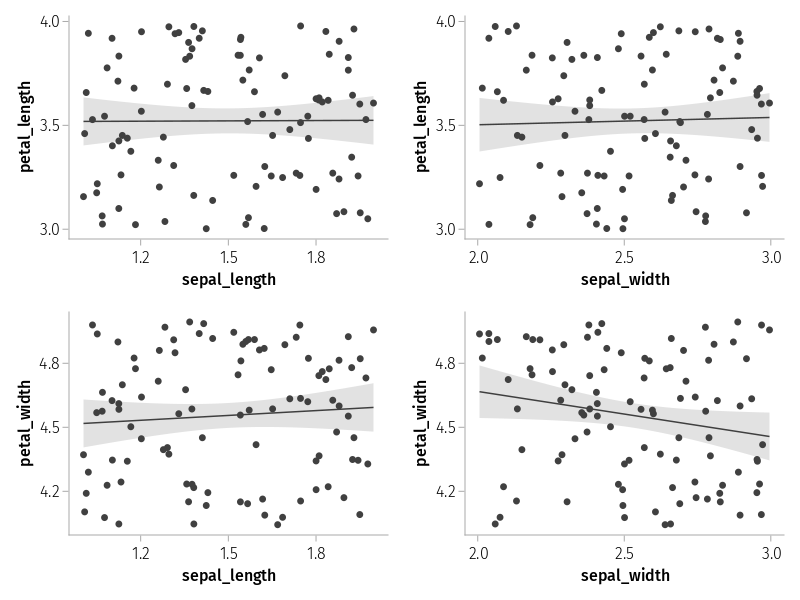 4.0
3.5
3.0
petal_length
1.2 1.5 1.8
sepal_length
4.0
3.5
3.0
petal_length
2.0 2.5 3.0
sepal_width
4.8
4.5
4.2
petal_width
1.2 1.5 1.8
sepal_length
4.8
4.5
4.2
petal_width
2.0 2.5 3.0
sepal_width